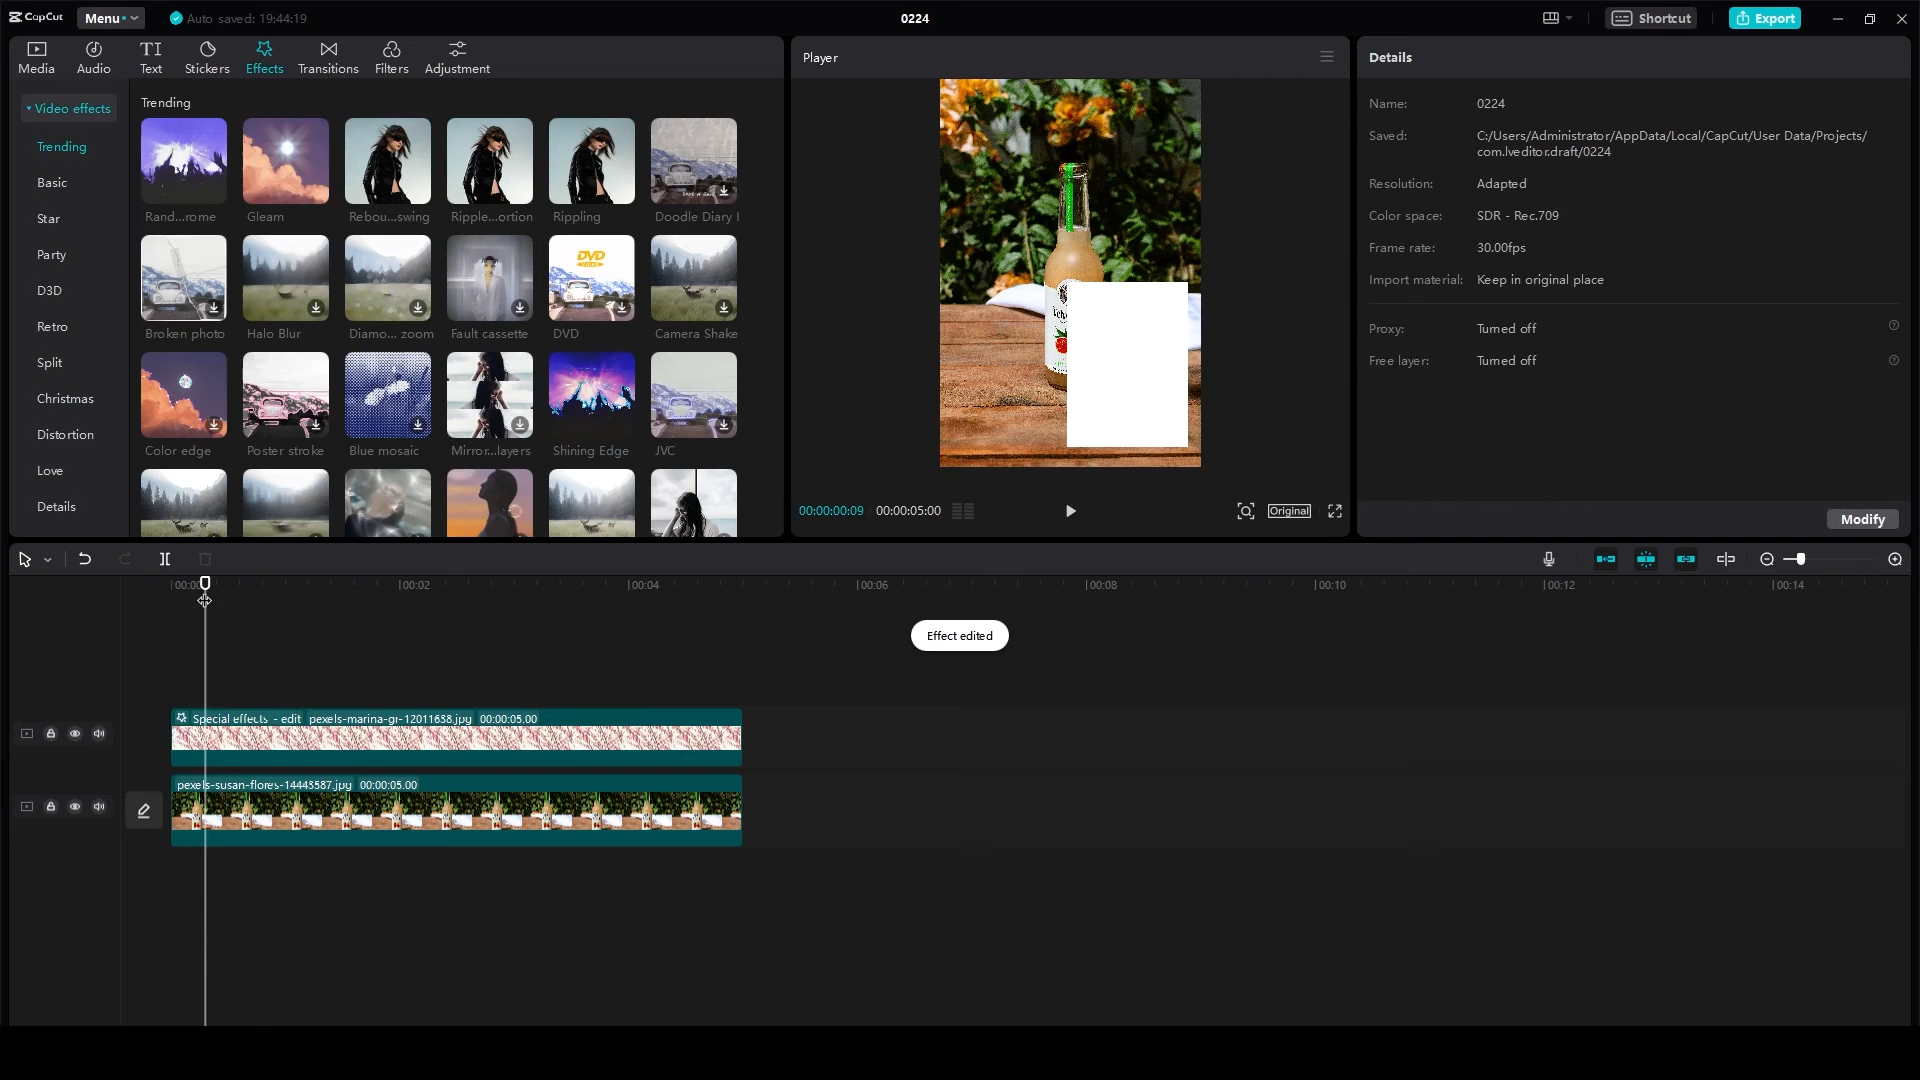 CapCut
Menu
Auto saved: 19:44:19
0224
Shortcut
Export
Media
Audio
TI
Text
Stickers
Effects
Transitions
Filters
Adjustment
Player
Details
Video effects
Trending
Basic
Star
Party
D3D
Retro
Split
Christmas
Distortion
Love
Details
Trending
Rand...rome
Gleam
Rebou...swing
Ripple...ortion
Rippling
Doodle Diary I
Broken photo
Halo Blur
Diamo... zoom
Fault cassette
DVD
VIDEO
DVD
Camera Shake
Color edge
Poster stroke
Blue mosaic
Mirror...layers
Shining Edge
JVC
00:00:00:09
00:00:05:00
Original
Name:
0224
Saved:
C:/Users/Administrator/AppData/Local/CapCut/User Data/Projects/
com.lveditor.draft/0224
Resolution:
Adapted
Color space:
SDR - Rec.709
Frame rate:
30.00fps
Import material:
Keep in original place
Proxy:
Turned off
Free layer:
Turned off
Modify
00:02
00:04
00:06
00:08
00:10
00:12
00:14
Effect edited
Special effects - edit pexels-marina-gr-12011638.jpg 00:00:05.00
pexels-susan-flores-14443587.jpg 00:00:05.00